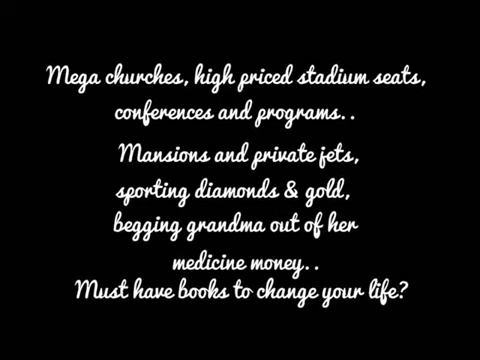 Mega churches, high priced stadium seats,
conferences and programs..
Mansions and private jets,
sporting diamonds & gold,
begging grandma out of her
medicine money..
Must have books to change your life?